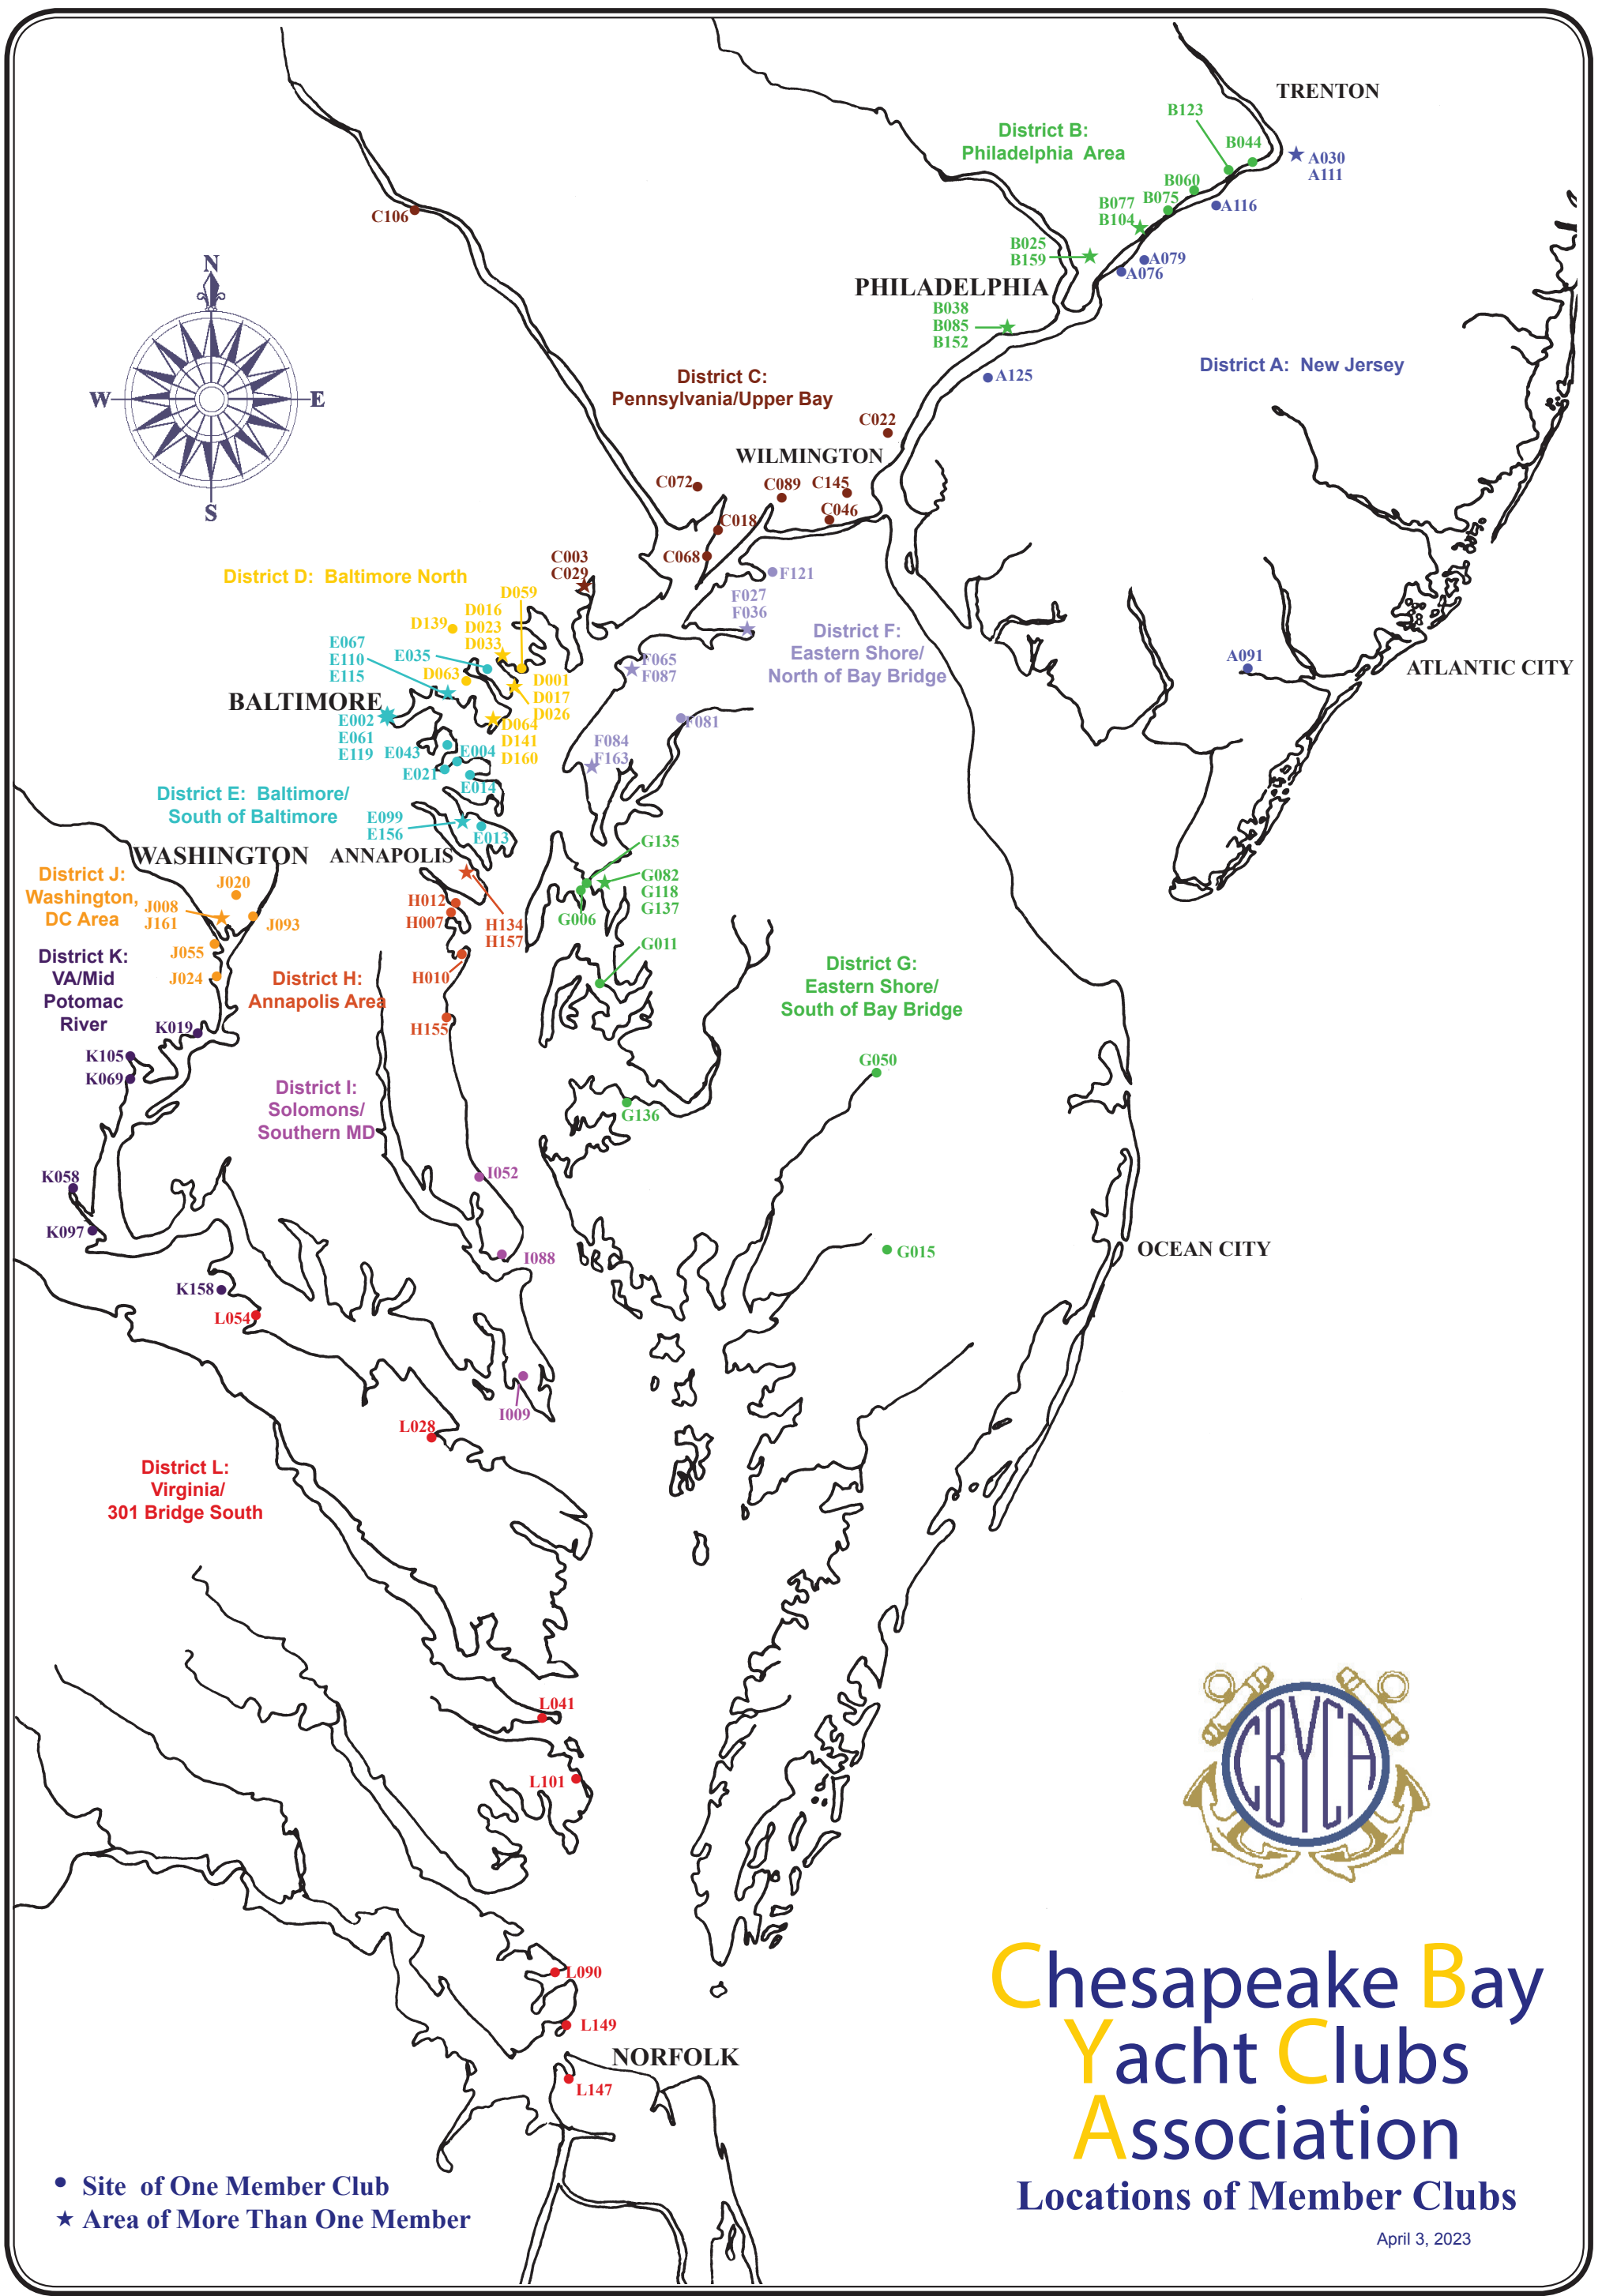 TRENTON
B123
District B:
Philadelphia Area
B044
A030
A111
B060
B077
B075
B104
A116
C106
N
B025
B159
A079
A076
PHILADELPHIA
B038
B085
B152
District A: New Jersey
A125
District C:
Pennsylvania/Upper Bay
W
E
S
C022
WILMINGTON
C072
C089
C145
C046
C018
C068
C003
C029
District D: Baltimore North
F121
D059
F027
F036
D016
D023
D033
D139
District F:
Eastern Shore/
North of Bay Bridge
E067
E110
E115
E035
F065
F087
A091
ATLANTIC CITY
D063
D001
D017
D026
BALTIMORE
E002
E061
E119
F081
D064
D141
D160
E043
E004
F084
F163
E021
E014
District E: Baltimore/
South of Baltimore
E099
E156
E013
G135
WASHINGTON
ANNAPOLIS
District J:
Washington,
DC Area
J020
G082
G118
G137
J008
J161
H012
H007
G006
J093
H134
H157
G011
J055
District K:
VA/Mid
Potomac
River
District G:
Eastern Shore/
South of Bay Bridge
J024
District H:
Annapolis Area
H010
K019
H155
K105
K069
G050
District I:
Solomons/
Southern MD
G136
K058
I052
K097
I088
G015
OCEAN CITY
K158
L054
I009
L028
District L:
Virginia/
301 Bridge South
L041
CBYCA
L101
L090
Chesapeake Bay
Yacht Clubs
Association
L149
NORFOLK
L147
Site of One Member Club
Area of More Than One Member
Locations of Member Clubs
April 3, 2023